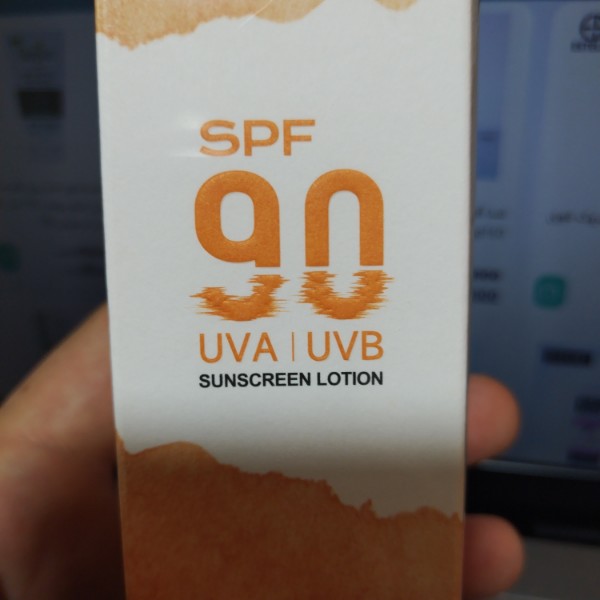 SPF
90
UVA | UVB
SUNSCREEN LOTION